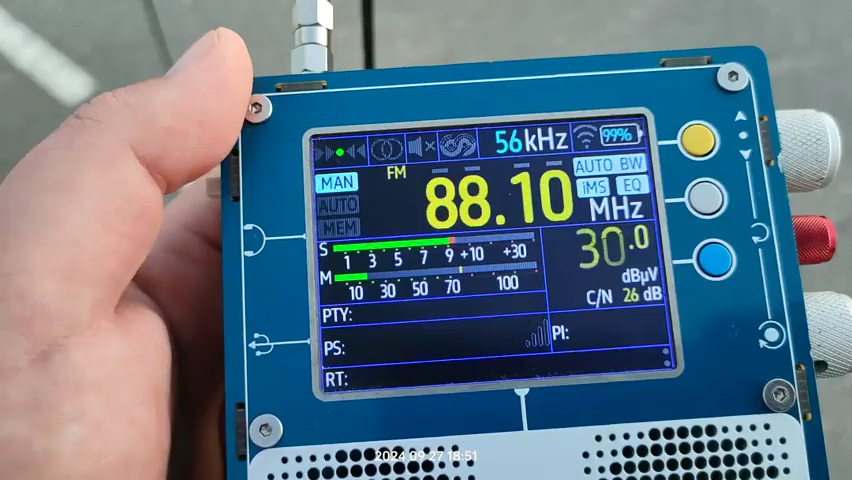 56kHz 99%
FM
MAN
AUTO BW
AUTO
88.10
iMS EQ
MEM
MHz
S
1 3 5 7 9 +10 +30
30.0
M
10 30 50 70 100
dBµV
C/N 26 dB
PTY:
PS:
PI:
RT:
2024 09 27 18:51